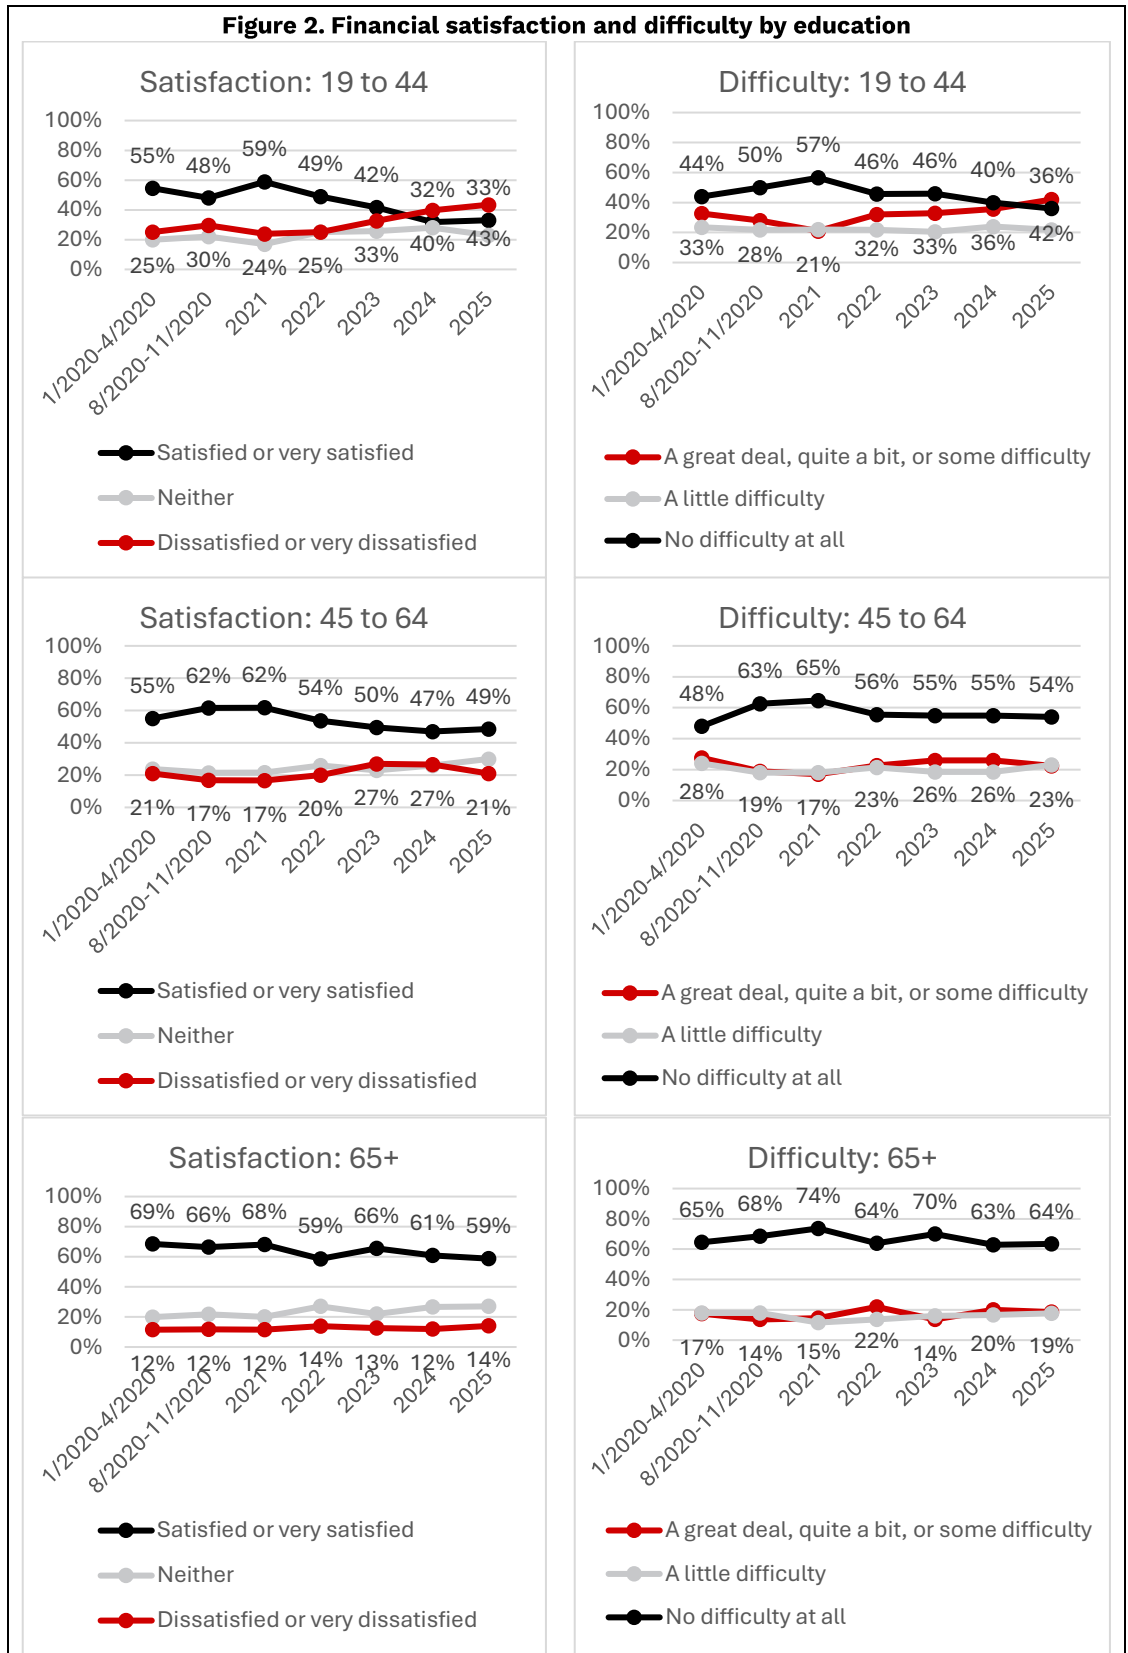 Figure 2. Financial satisfaction and difficulty by education
Satisfaction: 19 to 44
100%
80%
60%
40%
20%
0%
55% 48% 59% 49% 42% 32% 33%
25% 30% 24% 25% 33% 40% 43%
1/2020-4/2020 8/2020-11/2020 2021 2022 2023 2024 2025
Satisfied or very satisfied
Neither
Dissatisfied or very dissatisfied
Difficulty: 19 to 44
100%
80%
60%
40%
20%
0%
44% 50% 57% 46% 46% 40% 36%
33% 28% 21% 32% 33% 36% 42%
1/2020-4/2020 8/2020-11/2020 2021 2022 2023 2024 2025
A great deal, quite a bit, or some difficulty
A little difficulty
No difficulty at all
Satisfaction: 45 to 64
100%
80%
60%
40%
20%
0%
55% 62% 62% 54% 50% 47% 49%
21% 17% 17% 20% 27% 27% 21%
1/2020-4/2020 8/2020-11/2020 2021 2022 2023 2024 2025
Satisfied or very satisfied
Neither
Dissatisfied or very dissatisfied
Difficulty: 45 to 64
100%
80%
60%
40%
20%
0%
48% 63% 65% 56% 55% 55% 54%
28% 19% 17% 23% 26% 26% 23%
1/2020-4/2020 8/2020-11/2020 2021 2022 2023 2024 2025
A great deal, quite a bit, or some difficulty
A little difficulty
No difficulty at all
Satisfaction: 65+
100%
80%
60%
40%
20%
0%
69% 66% 68% 59% 66% 61% 59%
12% 12% 12% 14% 13% 12% 14%
1/2020-4/2020 8/2020-11/2020 2021 2022 2023 2024 2025
Satisfied or very satisfied
Neither
Dissatisfied or very dissatisfied
Difficulty: 65+
100%
80%
60%
40%
20%
0%
65% 68% 74% 64% 70% 63% 64%
17% 14% 15% 22% 14% 20% 19%
1/2020-4/2020 8/2020-11/2020 2021 2022 2023 2024 2025
A great deal, quite a bit, or some difficulty
A little difficulty
No difficulty at all